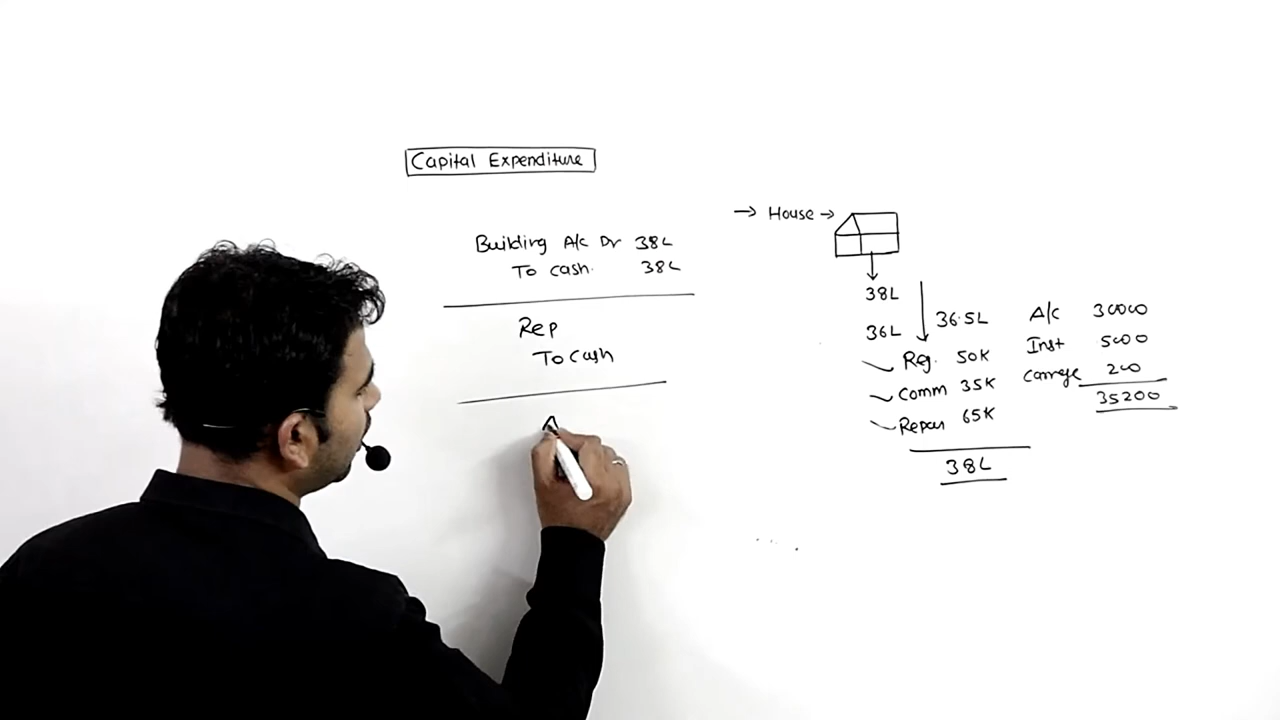 Capital Expenditure
Building A/c Dr 38L
To cash. 38L
Rep
To Cash
A
→ House →
38L
36L
36.5L
Reg. 50K
Comm 35K
Repair 65K
38L
A/c 30000
Inst 5000
Carrage 200
35200